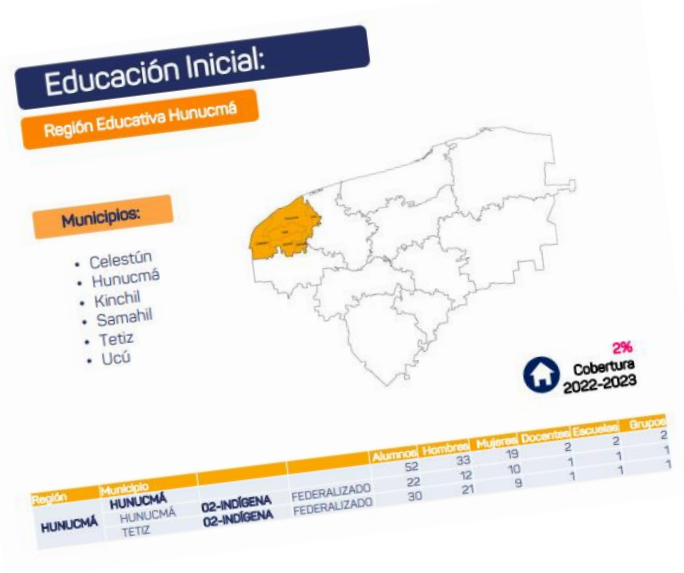 Educación Inicial:
Región Educativa Hunucmá
Municipios:
• Celestún
• Hunucmá
• Kinchil
• Samahil
• Tetiz
• Ucú
2%
Cobertura
2022-2023
Región Municipio Alumnos Hombres Mujeres Docentes Escuelas Grupos
HUNUCMÁ HUNUCMÁ 52 33 19 2 2 2
HUNUCMÁ 02-INDÍGENA FEDERALIZADO 22 12 10 1 1 1
TETIZ 02-INDÍGENA FEDERALIZADO 30 21 9 1 1 1